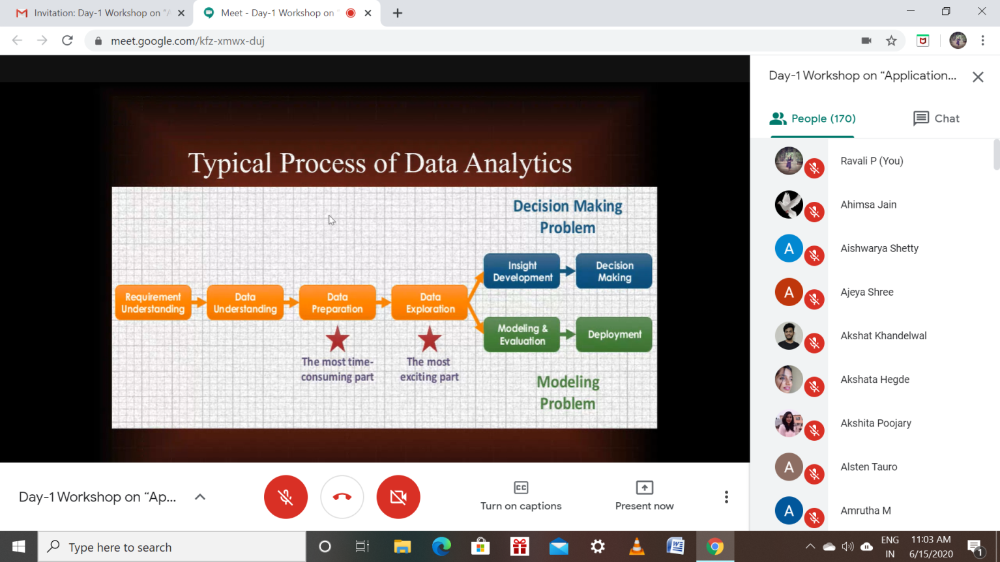 Invitation: Day-1 Workshop on "A
Meet - Day-1 Workshop on "
meet.google.com/kfz-xmwx-duj
Typical Process of Data Analytics
Decision Making
Problem
Insight
Development
Decision
Making
Requirement
Understanding
Data
Understanding
Data
Preparation
Data
Exploration
Modeling &
Evaluation
Deployment
The most time-
consuming part
The most
exciting part
Modeling
Problem
Day-1 Workshop on “Application...
People (170)
Chat
Ravali P (You)
Ahimsa Jain
A
Aishwarya Shetty
A
Ajeya Shree
Akshat Khandelwal
Akshata Hegde
Akshita Poojary
A
Alsten Tauro
A
Amrutha M
Day-1 Workshop on “Ap...
CC
Turn on captions
Present now
Type here to search
W
ENG
IN
11:03 AM
6/15/2020
1